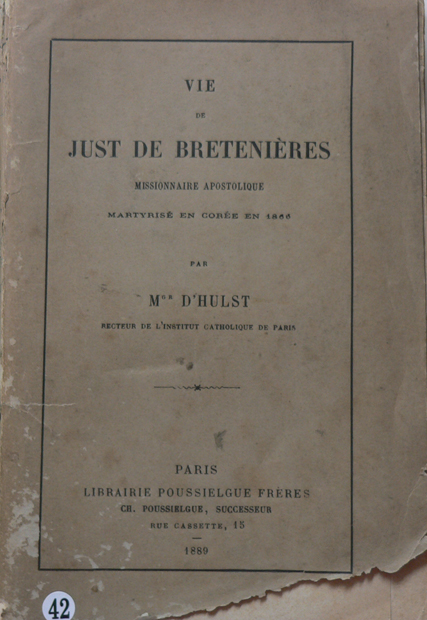 VIE
DE
JUST DE BRETENIÈRES
MISSIONNAIRE APOSTOLIQUE
MARTYRISÉ EN CORÉE EN 1866
PAR
MGR D'HULST
RECTEUR DE L'INSTITUT CATHOLIQUE DE PARIS
PARIS
LIBRAIRIE POUSSIELGUE FRÈRES
CH. POUSSIELGUE, SUCCESSEUR
RUE CASSETTE, 15
1889
42